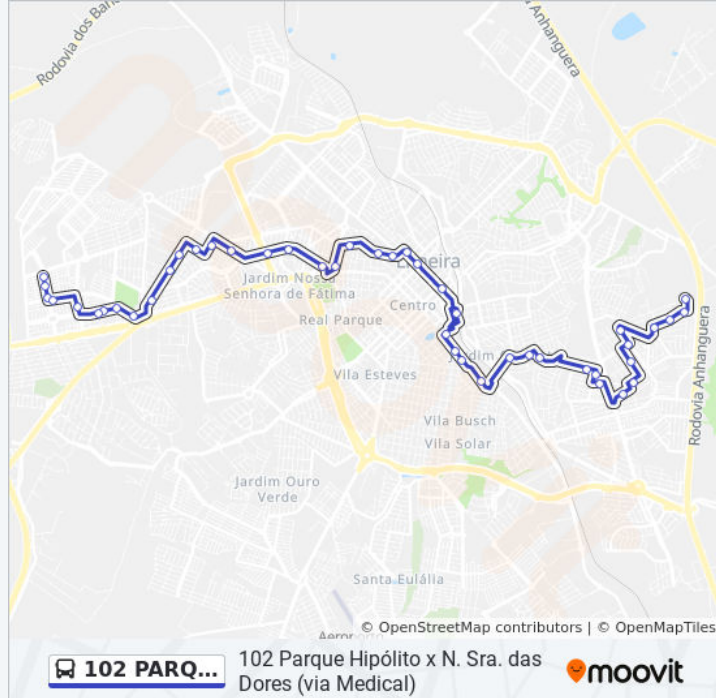 Rodovia dos Ban
Anhanguera
Limeira
Jardim Nossa
Senhora de Fátima
Centro
Real Parque
Vila Esteves
Vila Busch
Vila Solar
Jardim Ouro
Verde
Santa Eulália
Rodovia Anhanguera
Aeroporto
© OpenStreetMap contributors | © OpenMapTiles
102 PARQ...
102 Parque Hipólito x N. Sra. das
Dores (via Medical)
moovit